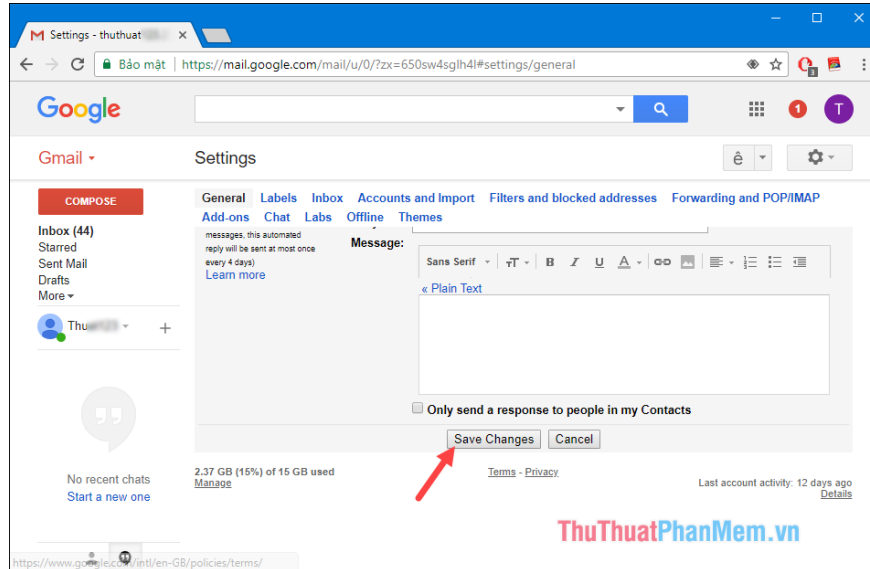 Settings - thuthuat
Bảo mật | https://mail.google.com/mail/u/0/?zx=650sw4sglh4l#settings/general
3
Google
1
T
Gmail
Settings
ê
COMPOSE
General Labels Inbox Accounts and Import Filters and blocked addresses Forwarding and POP/IMAP
Add-ons Chat Labs Offline Themes
Inbox (44)
Starred
Sent Mail
Drafts
More
messages, this automated
reply will be sent at most once
every 4 days)
Learn more
Message:
Sans Serif
« Plain Text
Only send a response to people in my Contacts
Save Changes Cancel
No recent chats
Start a new one
2.37 GB (15%) of 15 GB used
Manage
Terms - Privacy
Last account activity: 12 days ago
Details
ThuThuatPhanMem.vn
https://www.google.com/intl/en-GB/policies/terms/